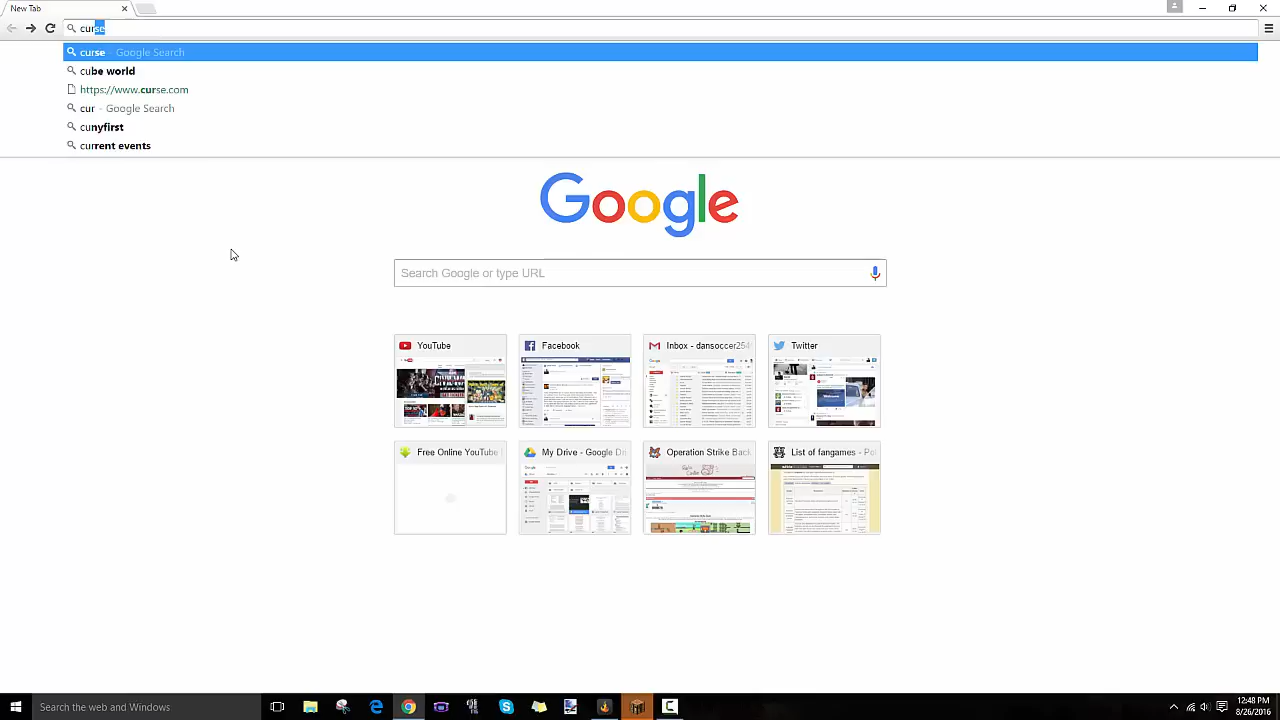 New Tab
curse
curse - Google Search
cube world
https://www.curse.com
cur - Google Search
cunyfirst
current events
Google
Search Google or type URL
YouTube
Facebook
Inbox - dansoccer254
Twitter
Free Online YouTube
My Drive - Google Dri
Operation Strike Back
List of fangames - Po
Search the web and Windows
12:48 PM
8/26/2016